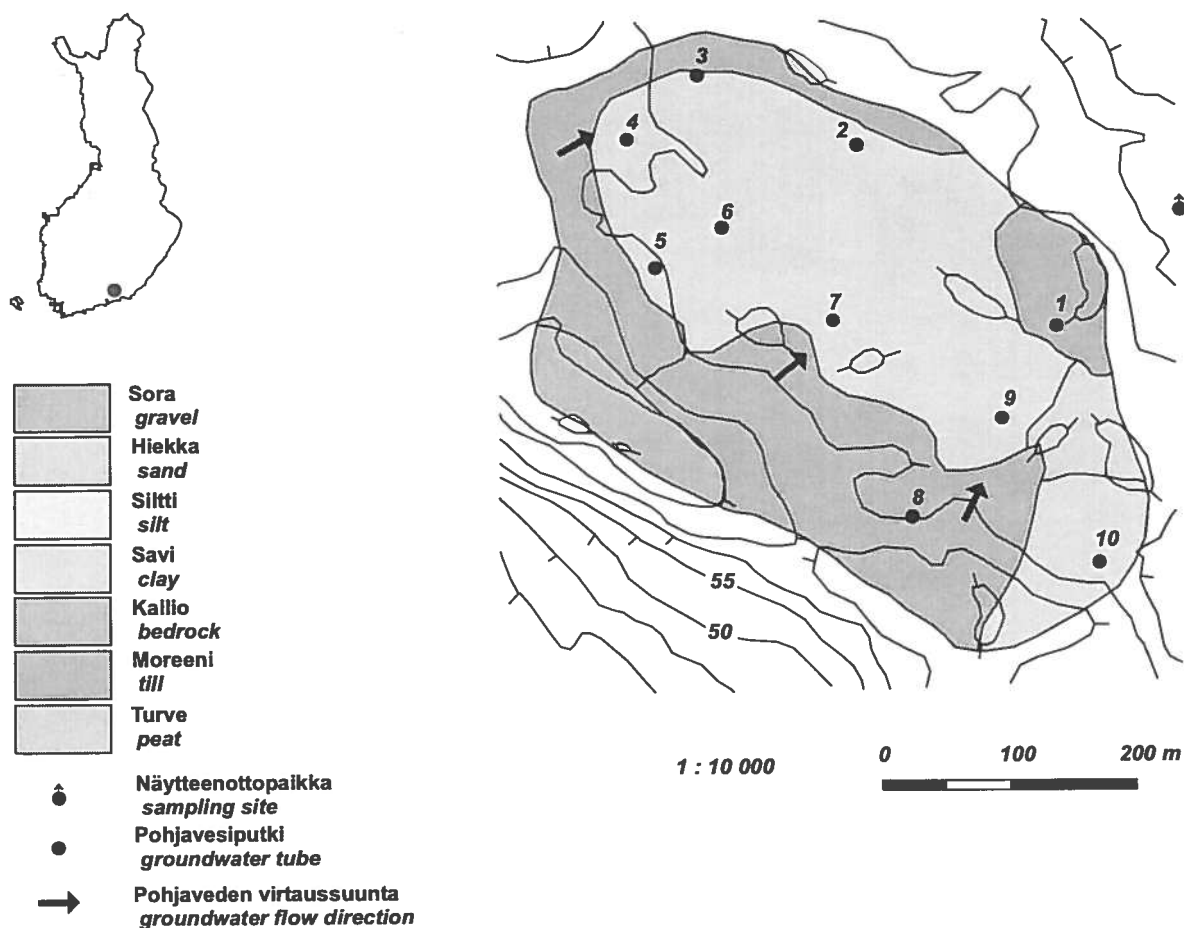 Sora
gravel
Hiekka
sand
Siltti
silt
Savi
clay
Kallio
bedrock
Moreeni
till
Turve
peat
Näytteenottopaikka
sampling site
Pohjavesiputki
groundwater tube
Pohjaveden virtaussuunta
groundwater flow direction
3
4
2
6
5
7
1
9
8
10
55
50
1 : 10 000
0 100 200 m